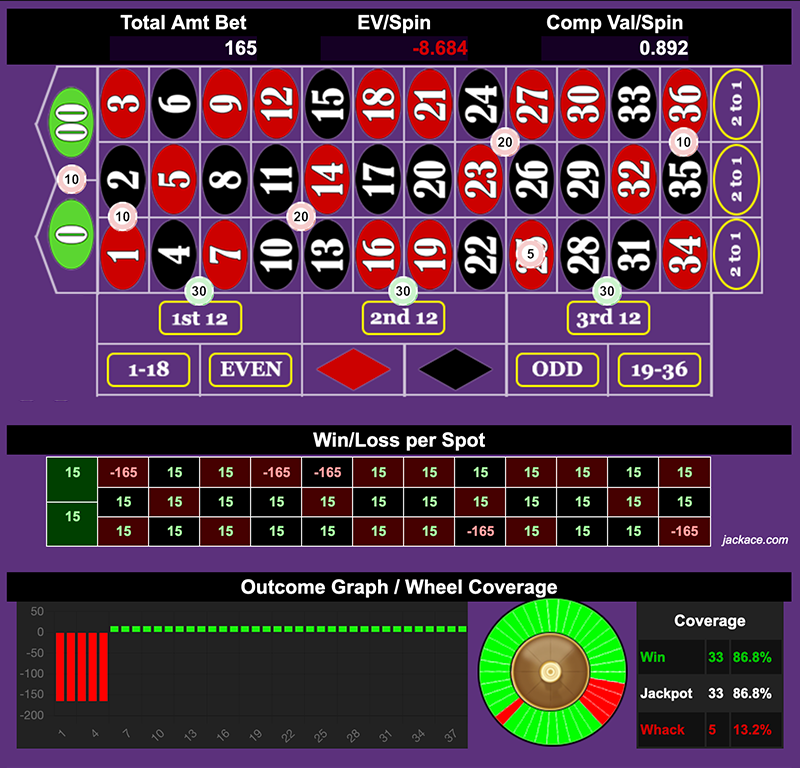 Total Amt Bet EV/Spin Comp Val/Spin
165 -8.684 0.892
00 3 6 9 12 15 18 21 24 27 30 33 36 2 to 1
20 10
10 2 5 8 11 14 17 20 23 26 29 32 35 2 to 1
10 20
0 1 4 7 10 13 16 19 22 25 5 28 31 34 2 to 1
30 30 30
1st 12 2nd 12 3rd 12
1-18 EVEN ODD 19-36
Win/Loss per Spot
15 -165 15 15 -165 -165 15 15 15 15 15 15 15
15 15 15 15 15 15 15 15 15 15 15 15
15 15 15 15 15 15 15 15 -165 15 15 15 -165
jackace.com
Outcome Graph / Wheel Coverage
50
0
-50
-100
-150
-200
1 4 7 10 13 16 19 22 25 28 31 34 37
Coverage
Win 33 86.8%
Jackpot 33 86.8%
Whack 5 13.2%